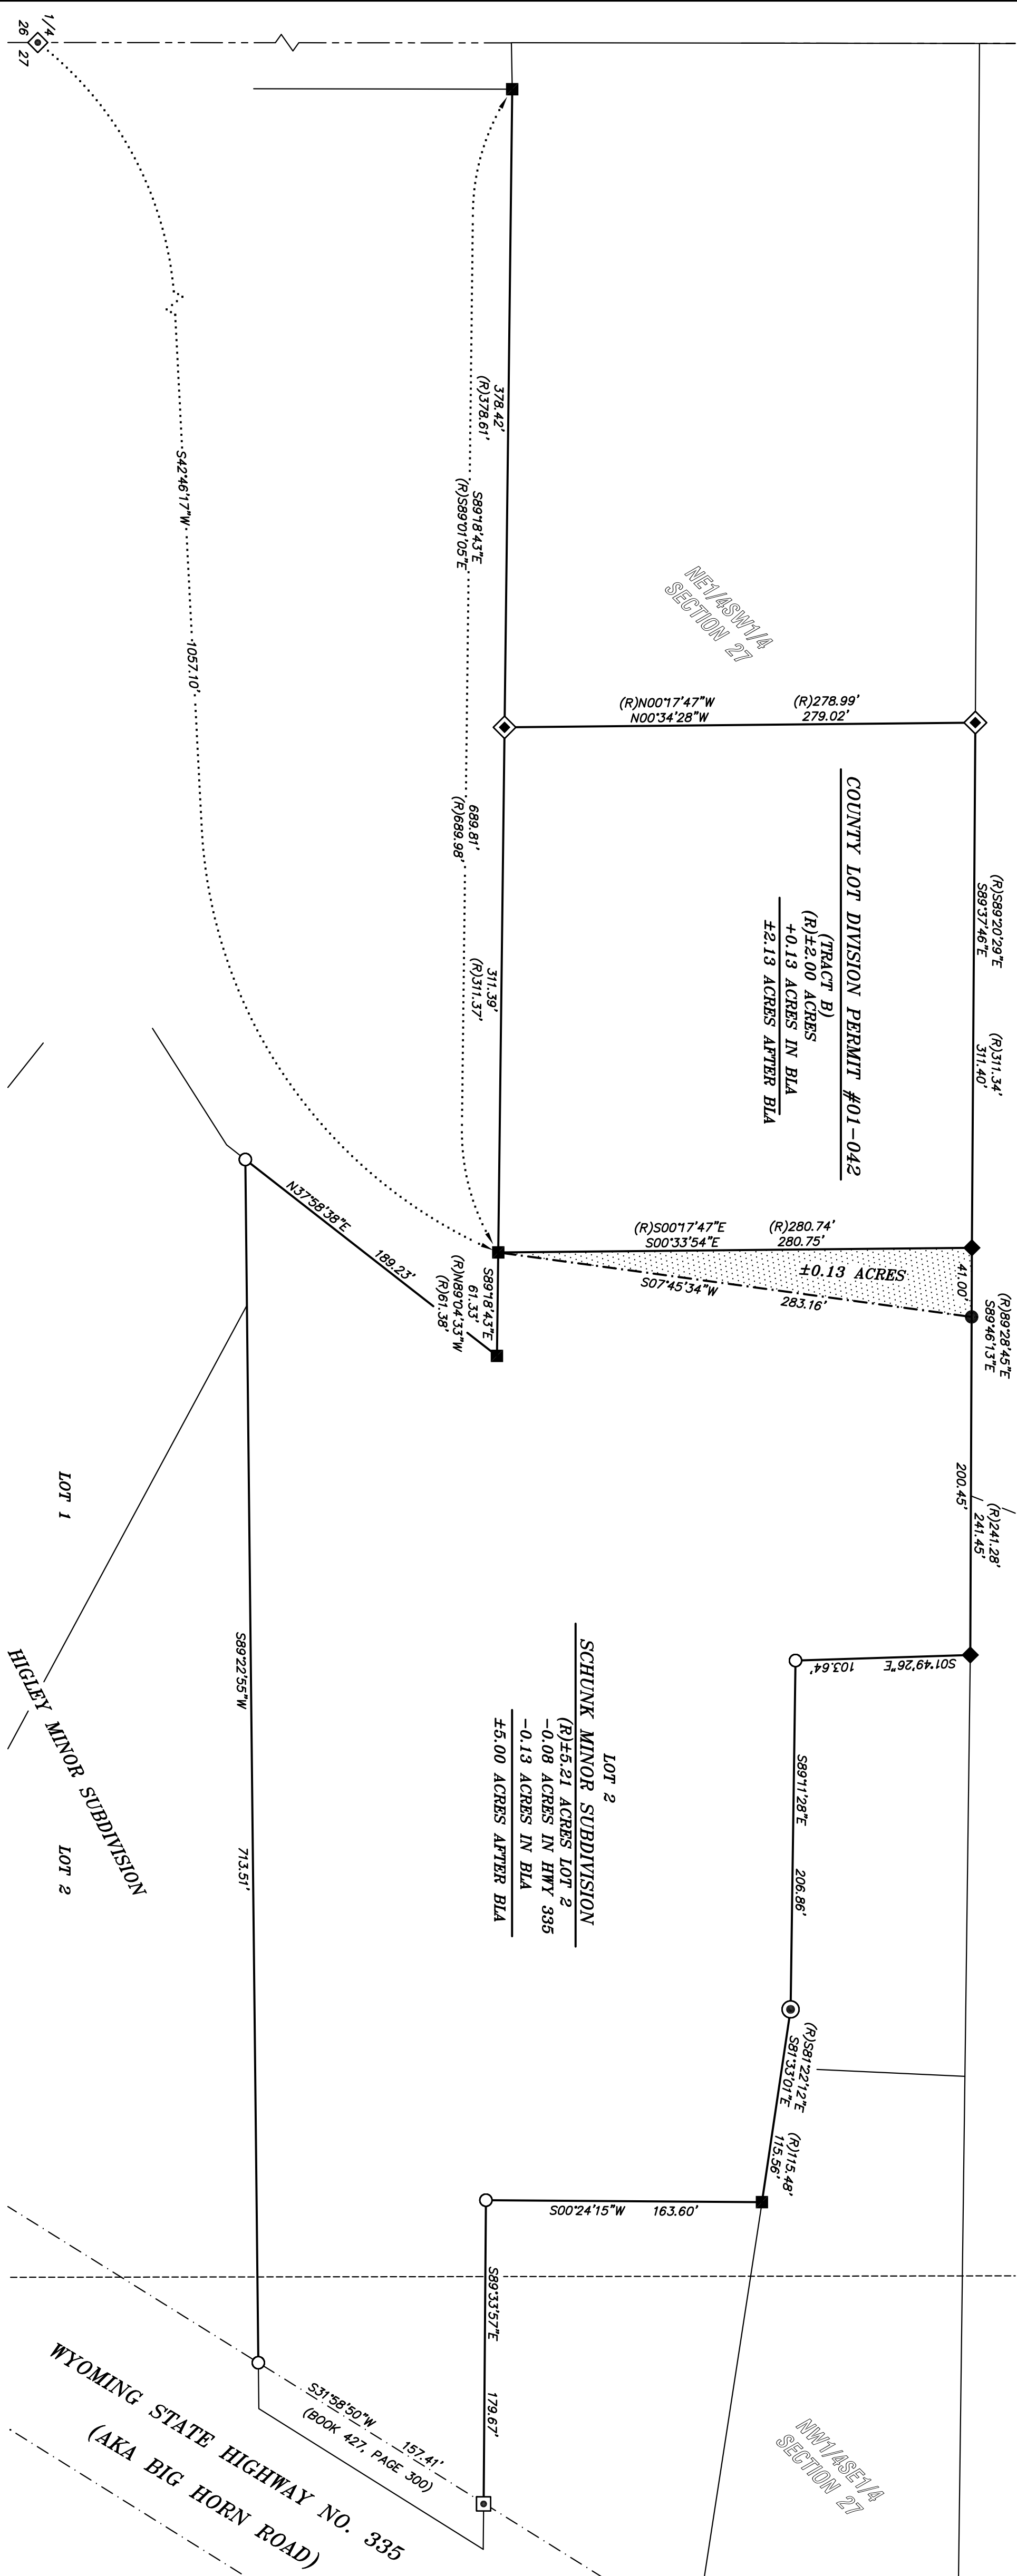 1/4
26 27
378.42'
(R)378.61'
S89°18'43"E
(R)S89°01'05"E
689.81'
(R)689.98'
311.39'
(R)311.37'
S42°46'17"W
1057.10'
NE1/4SW1/4
SECTION 27
(R)N00°17'47"W (R)278.99'
N00°34'28"W 279.02'
COUNTY LOT DIVISION PERMIT #01-042
(TRACT B)
(R)±2.00 ACRES
+0.13 ACRES IN BLA
±2.13 ACRES AFTER BLA
(R)S89°20'29"E (R)311.34'
S89°37'46"E 311.40'
(R)S00°17'47"E (R)280.74'
S00°33'54"E 280.75'
±0.13 ACRES
41.00'
S07°45'34"W 283.16'
(R)89°28'45"E
S89°46'13"E
(R)241.28'
241.45'
200.45'
N37°58'38"E 189.23'
S89°18'43"E
61.33'
(R)N89°04'33"W
(R)61.38'
S01°49'26"E 103.64'
S89°11'28"E 206.86'
(R)S81°22'12"E (R)115.48'
S81°33'01"E 115.56'
S00°24'15"W 163.60'
S89°33'57"E 179.67'
S89°22'55"W 713.51'
LOT 2
SCHUNK MINOR SUBDIVISION
(R)±5.21 ACRES LOT 2
-0.08 ACRES IN HWY 335
-0.13 ACRES IN BLA
±5.00 ACRES AFTER BLA
LOT 1
HIGLEY MINOR SUBDIVISION
LOT 2
S31°58'50"W 157.41'
(BOOK 427, PAGE 300)
WYOMING STATE HIGHWAY NO. 335
(AKA BIG HORN ROAD)
NW1/4SE1/4
SECTION 27